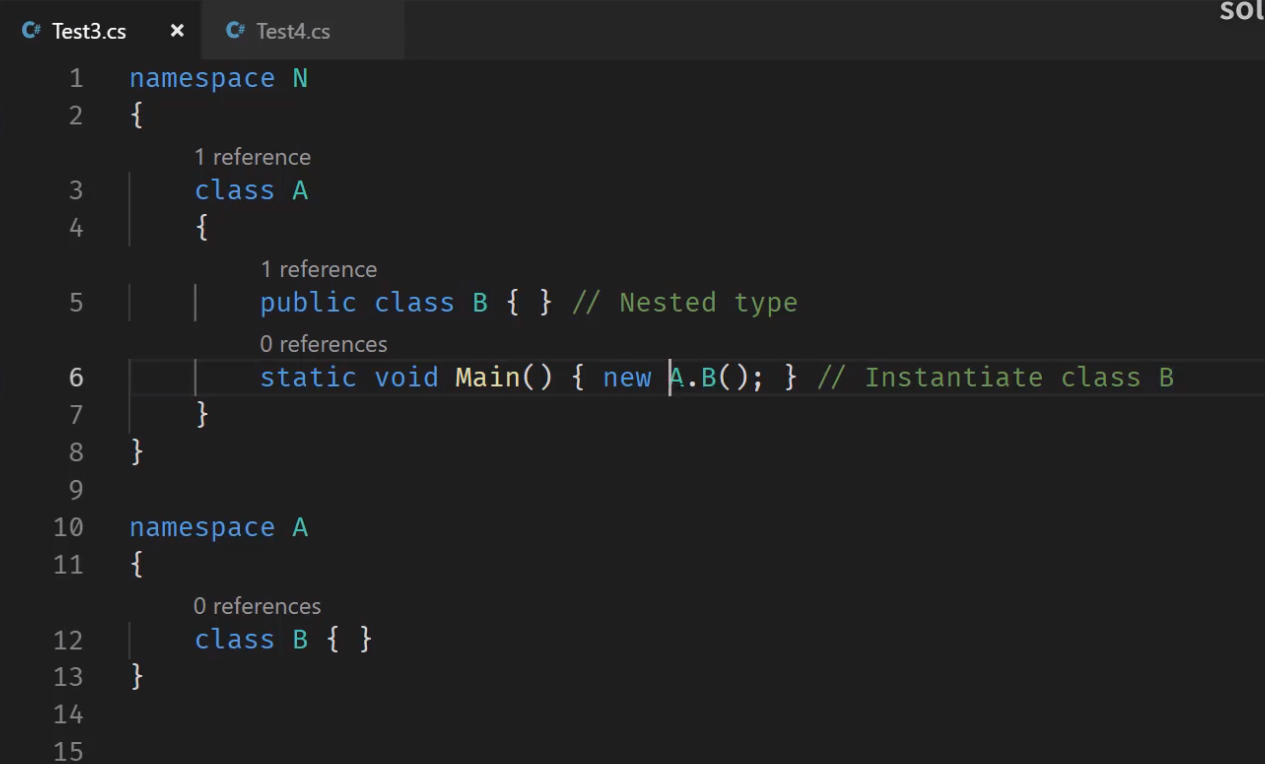 Test3.cs × Test4.cs
1 namespace N
2 {
1 reference
3 class A
4 {
1 reference
5 public class B { } // Nested type
0 references
6 static void Main() { new A.B(); } // Instantiate class B
7 }
8 }
9
10 namespace A
11 {
0 references
12 class B { }
13 }
14
15